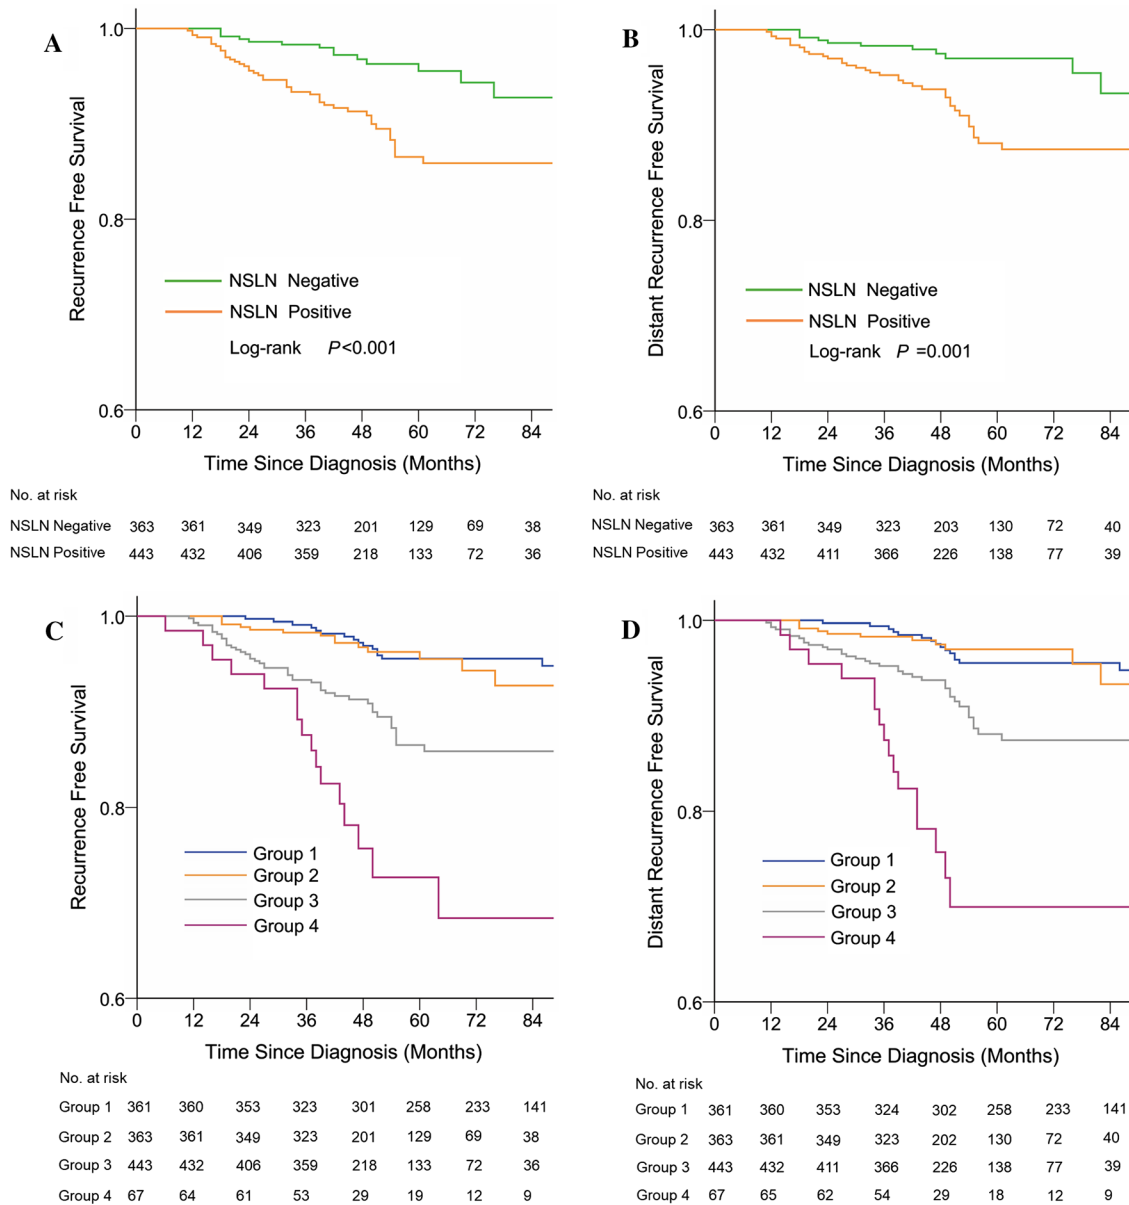 A
Recurrence Free Survival
1.0
0.8
0.6
NSLN Negative
NSLN Positive
Log-rank P<0.001
0 12 24 36 48 60 72 84
Time Since Diagnosis (Months)
No. at risk
NSLN Negative 363 361 349 323 201 129 69 38
NSLN Positive 443 432 406 359 218 133 72 36
B
Distant Recurrence Free Survival
1.0
0.8
0.6
NSLN Negative
NSLN Positive
Log-rank P =0.001
0 12 24 36 48 60 72 84
Time Since Diagnosis (Months)
No. at risk
NSLN Negative 363 361 349 323 203 130 72 40
NSLN Positive 443 432 411 366 226 138 77 39
C
Recurrence Free Survival
1.0
0.8
0.6
Group 1
Group 2
Group 3
Group 4
0 12 24 36 48 60 72 84
Time Since Diagnosis (Months)
No. at risk
Group 1 361 360 353 323 301 258 233 141
Group 2 363 361 349 323 201 129 69 38
Group 3 443 432 406 359 218 133 72 36
Group 4 67 64 61 53 29 19 12 9
D
Distant Recurrence Free Survival
1.0
0.8
0.6
Group 1
Group 2
Group 3
Group 4
0 12 24 36 48 60 72 84
Time Since Diagnosis (Months)
No. at risk
Group 1 361 360 353 324 302 258 233 141
Group 2 363 361 349 323 202 130 72 40
Group 3 443 432 411 366 226 138 77 39
Group 4 67 65 62 54 29 18 12 9